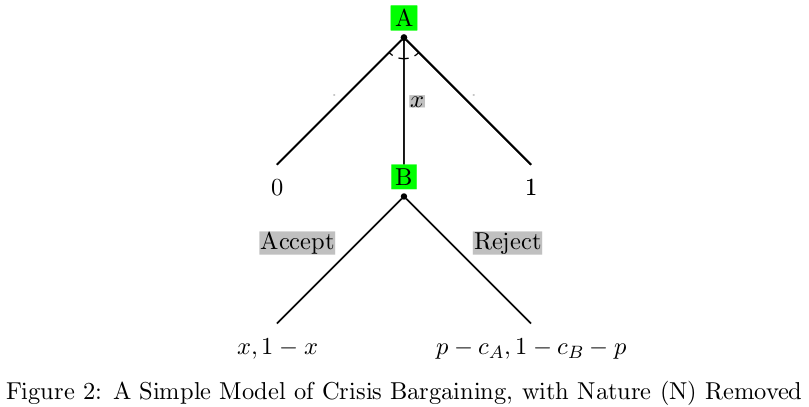 A
x
0
B
1
Accept
Reject
x, 1 − x
p − c_A, 1 − c_B − p
Figure 2: A Simple Model of Crisis Bargaining, with Nature (N) Removed